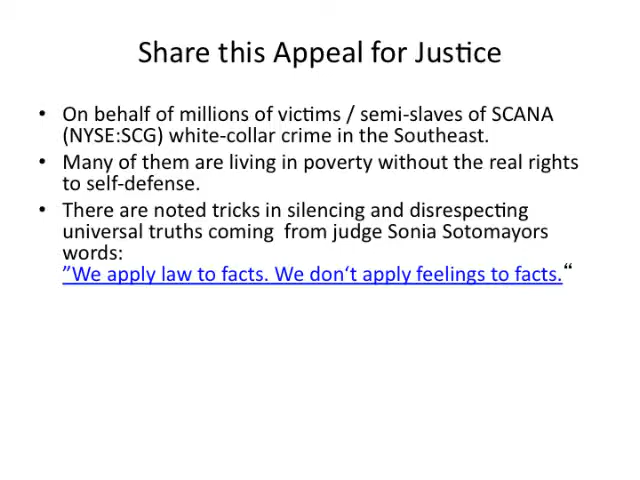 Share this Appeal for Justice
• On behalf of millions of victims / semi-slaves of SCANA
(NYSE:SCG) white-collar crime in the Southeast.
• Many of them are living in poverty without the real rights
to self-defense.
• There are noted tricks in silencing and disrespecting
universal truths coming  from judge Sonia Sotomayors
words:
”We apply law to facts. We don‘t apply feelings to facts.“